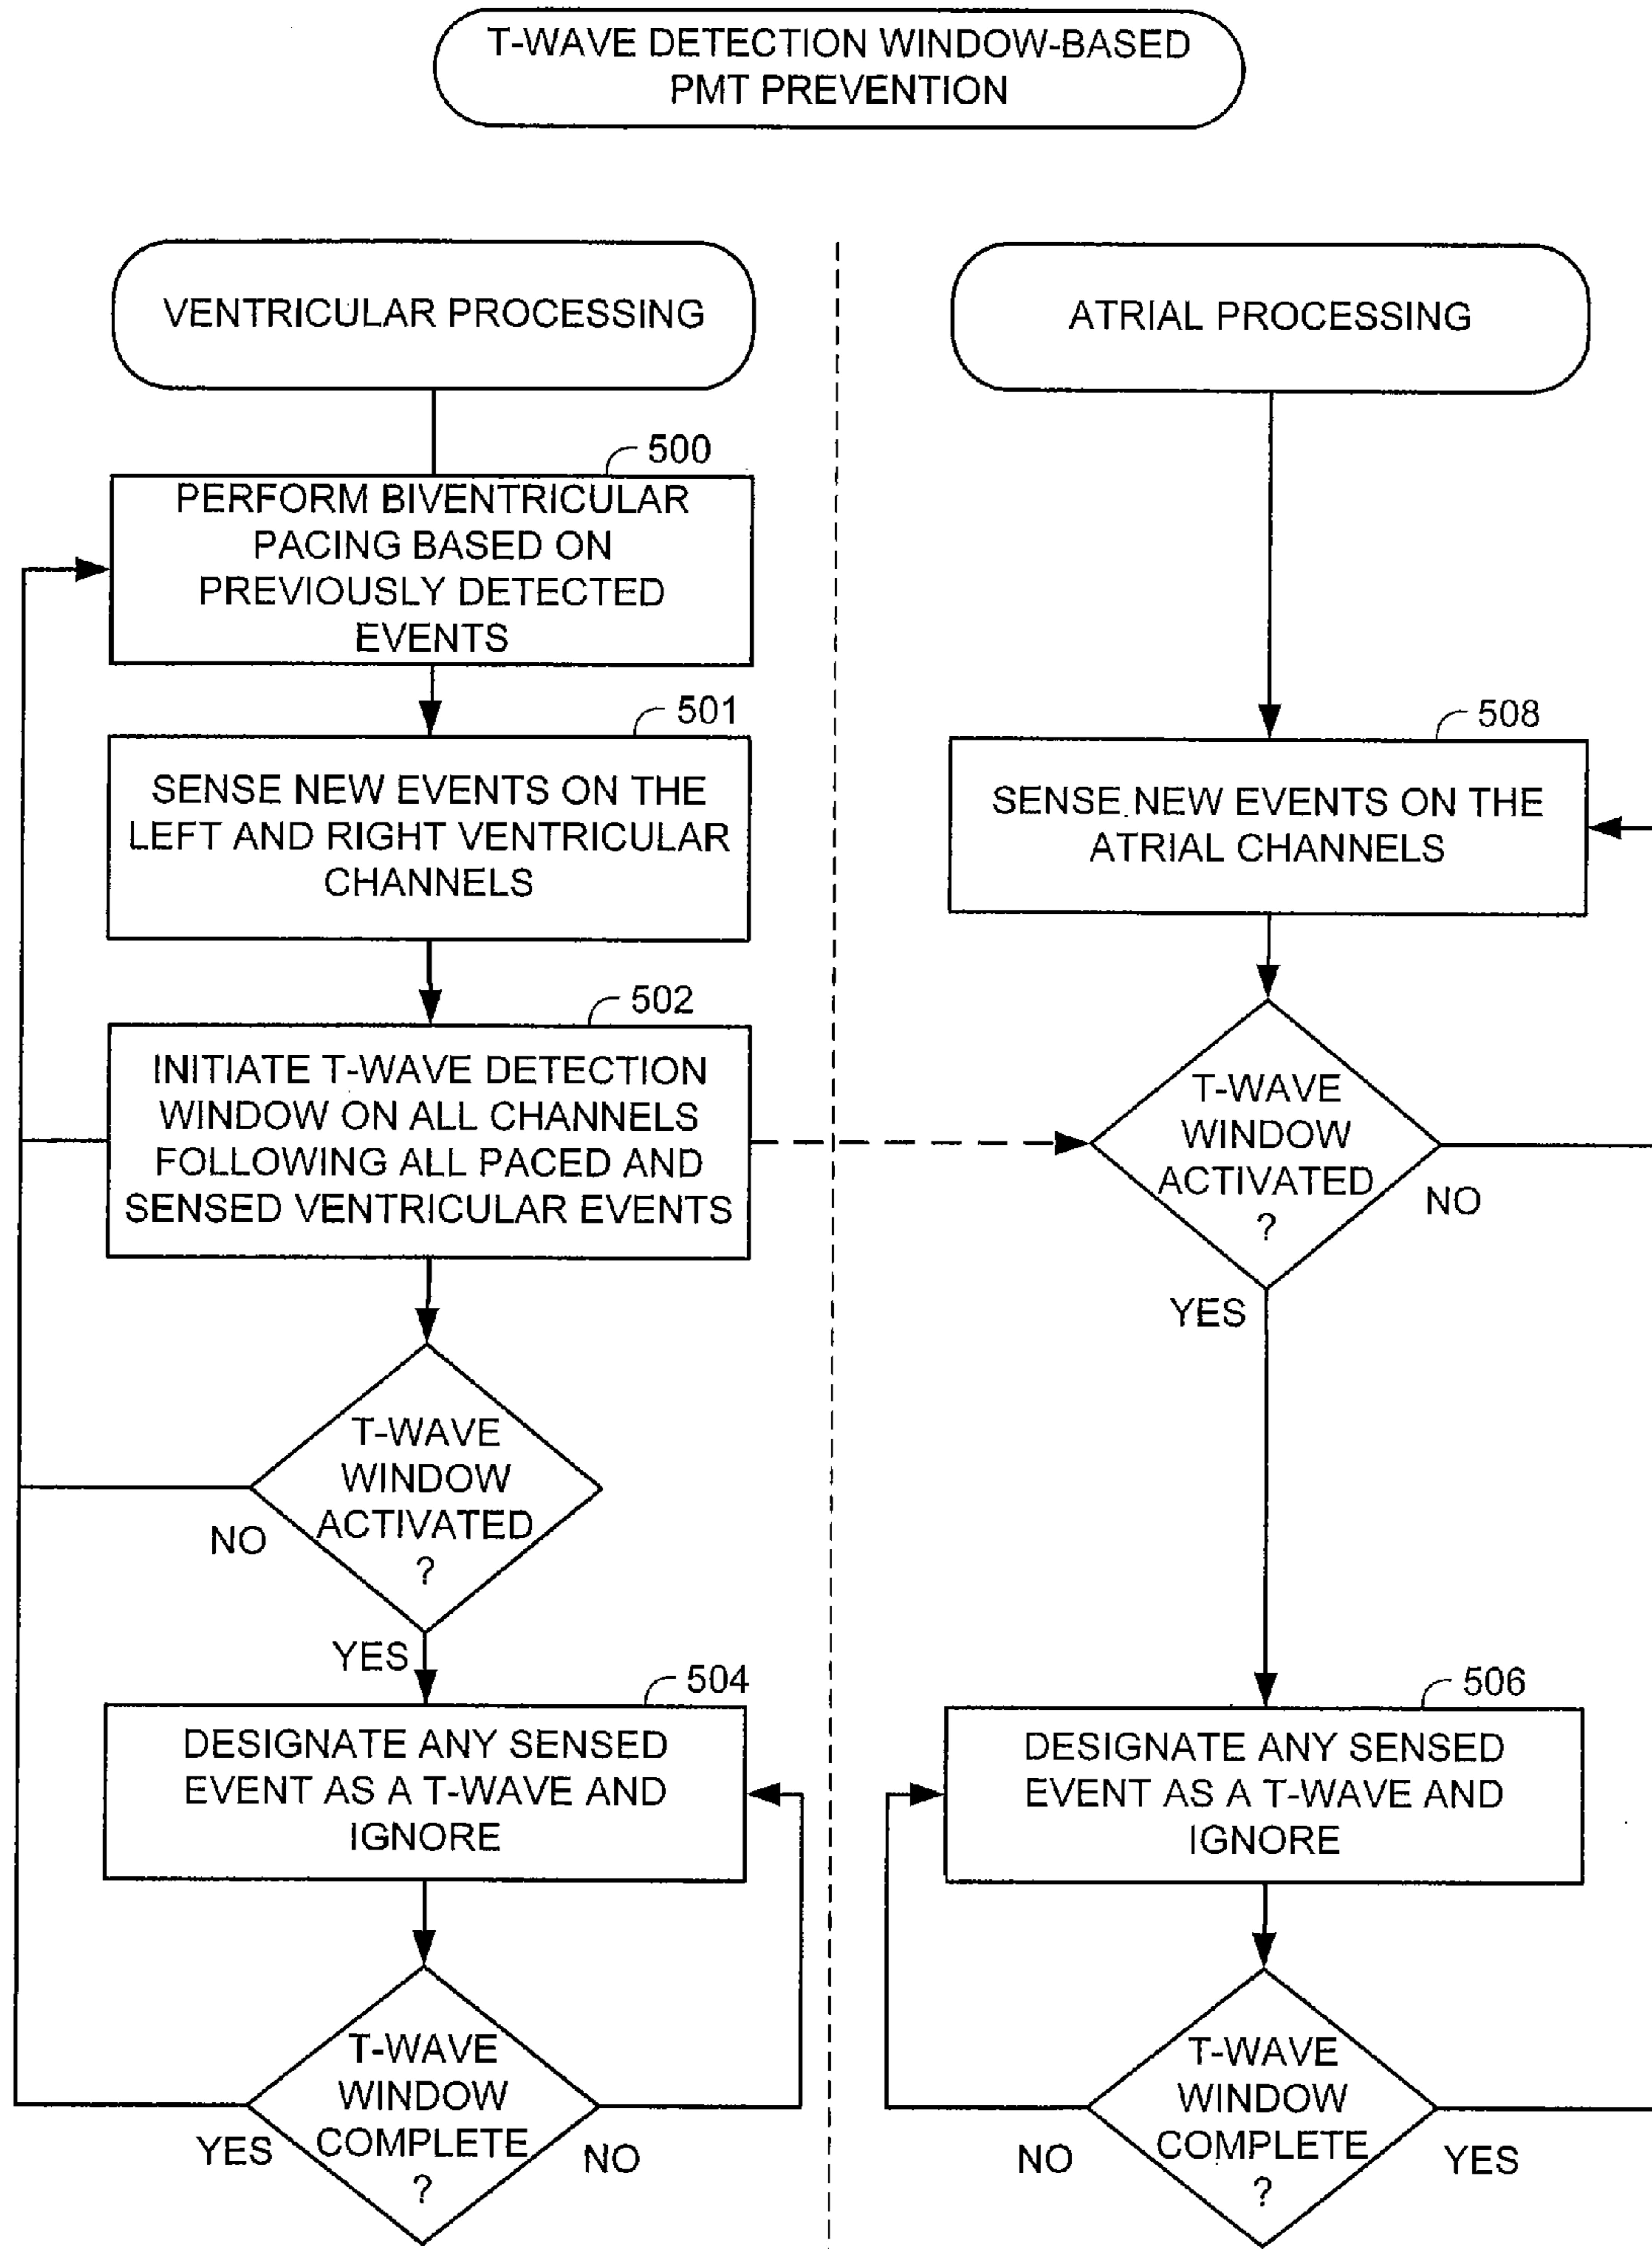 T-WAVE DETECTION WINDOW-BASED
PMT PREVENTION
VENTRICULAR PROCESSING
500
PERFORM BIVENTRICULAR
PACING BASED ON
PREVIOUSLY DETECTED
EVENTS
501
SENSE NEW EVENTS ON THE
LEFT AND RIGHT VENTRICULAR
CHANNELS
502
INITIATE T-WAVE DETECTION
WINDOW ON ALL CHANNELS
FOLLOWING ALL PACED AND
SENSED VENTRICULAR EVENTS
T-WAVE
WINDOW
ACTIVATED
?
NO
YES
504
DESIGNATE ANY SENSED
EVENT AS A T-WAVE AND
IGNORE
T-WAVE
WINDOW
COMPLETE
?
YES
NO
ATRIAL PROCESSING
508
SENSE NEW EVENTS ON THE
ATRIAL CHANNELS
T-WAVE
WINDOW
ACTIVATED
?
NO
YES
506
DESIGNATE ANY SENSED
EVENT AS A T-WAVE AND
IGNORE
T-WAVE
WINDOW
COMPLETE
?
NO
YES